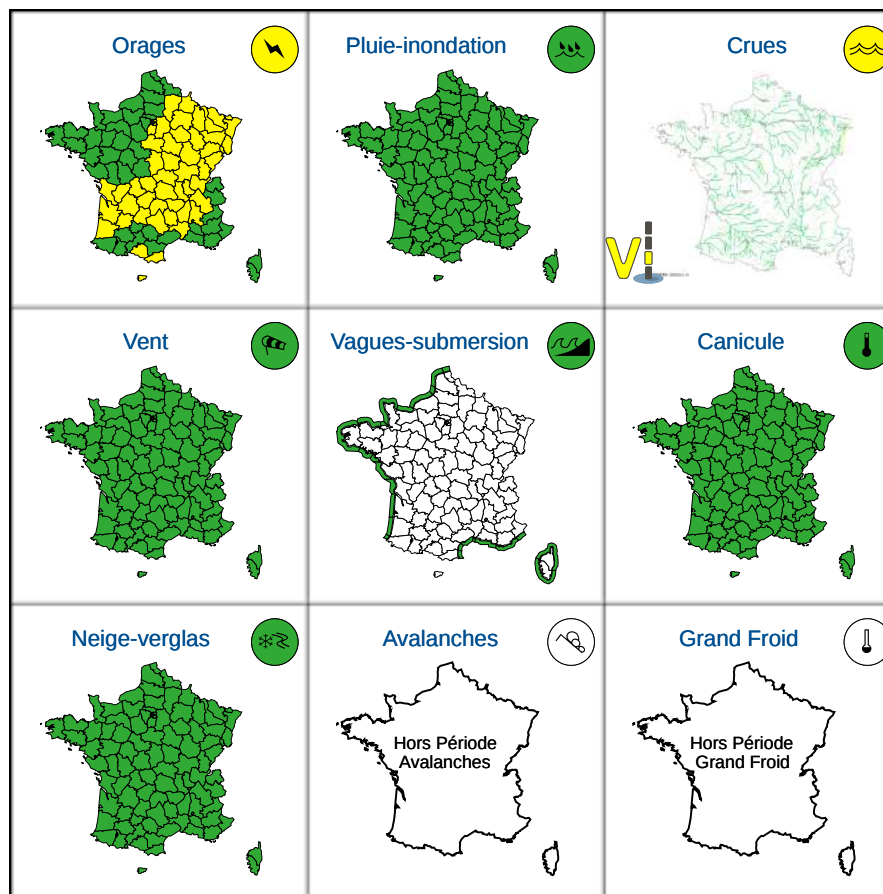 Orages
Pluie-inondation
Crues
Vi
Vent
Vagues-submersion
Canicule
Neige-verglas
Avalanches
Grand Froid
Hors Période
Avalanches
Hors Période
Grand Froid